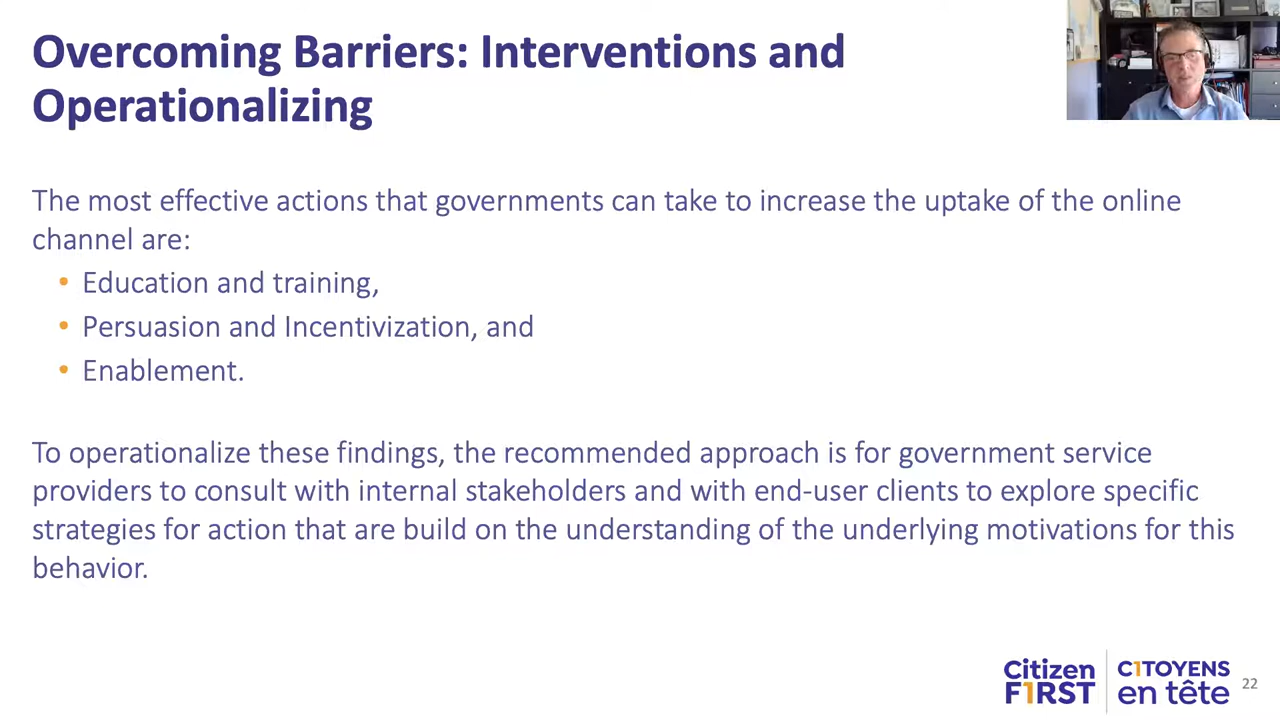 Overcoming Barriers: Interventions and
Operationalizing
The most effective actions that governments can take to increase the uptake of the online
channel are:
• Education and training,
• Persuasion and Incentivization, and
• Enablement.
To operationalize these findings, the recommended approach is for government service
providers to consult with internal stakeholders and with end-user clients to explore specific
strategies for action that are build on the understanding of the underlying motivations for this
behavior.
Citizen
F1RST
C1TOYENS
en tête
22